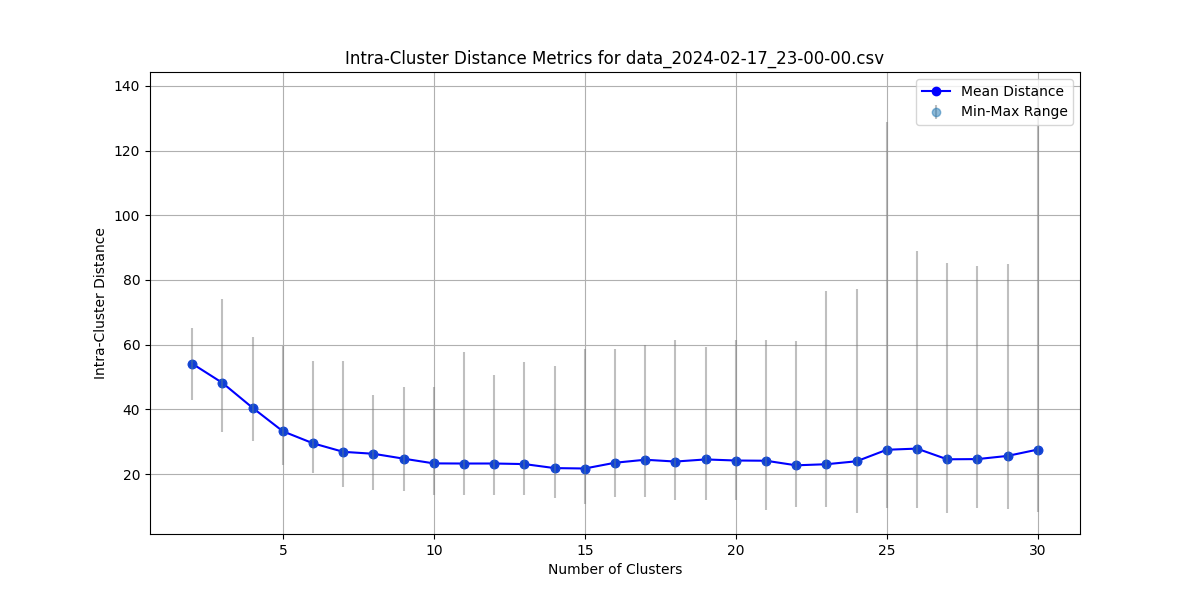 Intra-Cluster Distance Metrics for data_2024-02-17_23-00-00.csv
Mean Distance
Min-Max Range
Intra-Cluster Distance
140
120
100
80
60
40
20
5 10 15 20 25 30
Number of Clusters